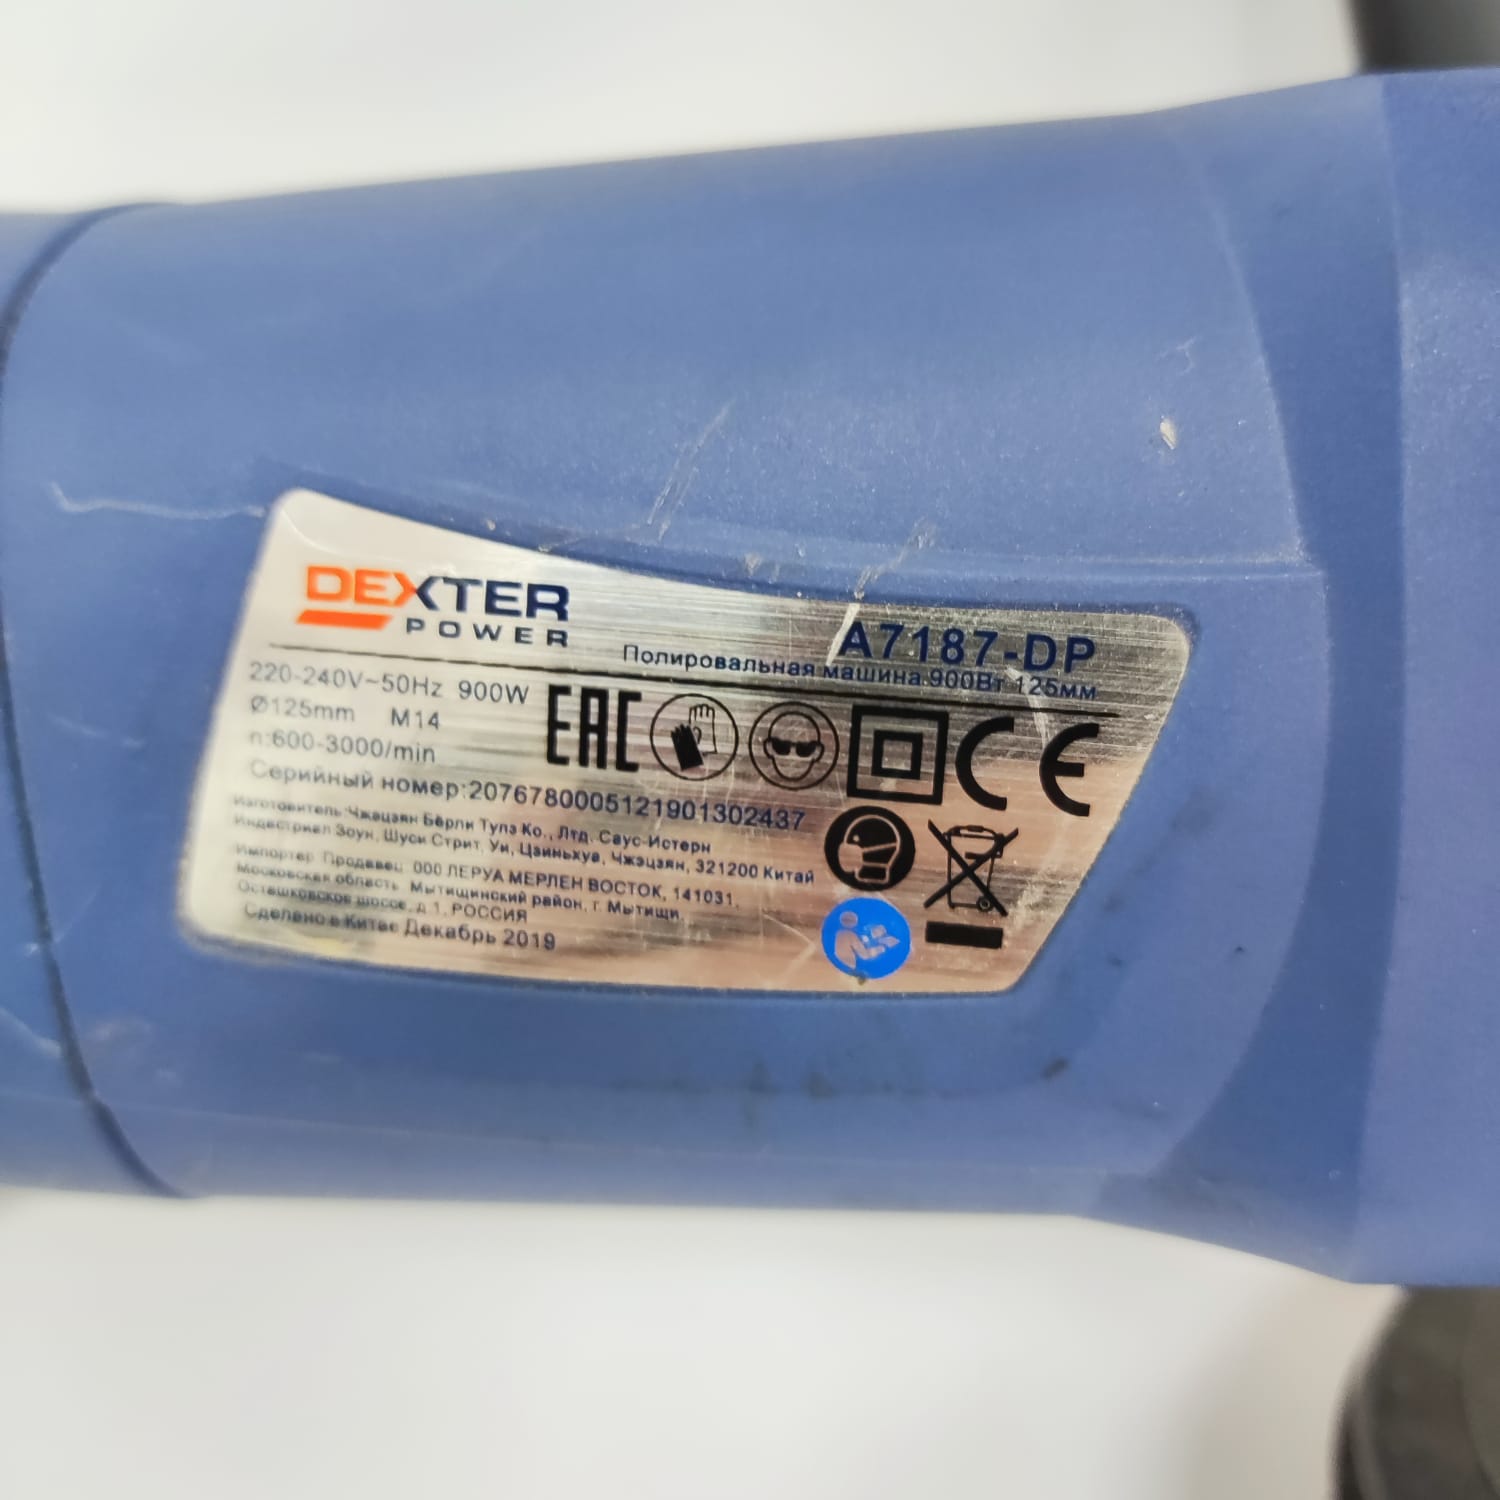 DEXTER
POWER
A7187-DP
Полировальная машина 900Вт 125мм
220-240V~50Hz 900W
Ø125mm M14
n:600-3000/min
EAC
CE
Серийный номер:2076780005121901302437
Изготовитель: Чжэцзян Бёрли Тулз Ко., Лтд. Саус-Истерн
Индастриал Зоун, Шуси Стрит, Уи, Цзиньхуа, Чжэцзян, 321200 Китай
Импортер Продавец: ООО ЛЕРУА МЕРЛЕН ВОСТОК, 141031,
Московская область, Мытищинский район, г. Мытищи,
Осташковское шоссе, д.1, РОССИЯ
Сделано в Китае Декабрь 2019